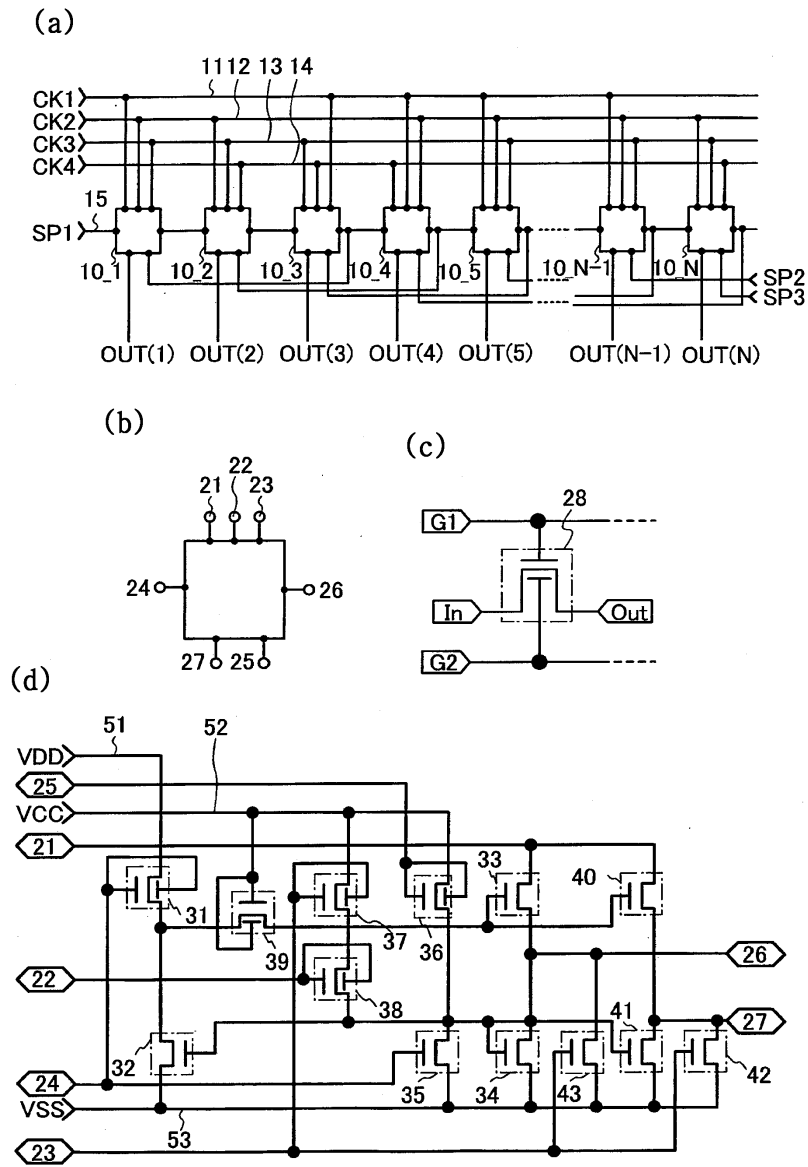 (a)
11 12 13 14
CK1
CK2
CK3
CK4
15
SP1
10_1 10_2 10_3 10_4 10_5 10_N-1 10_N
SP2
SP3
OUT(1) OUT(2) OUT(3) OUT(4) OUT(5) OUT(N-1) OUT(N)
(b)
22
21 23
24 26
27 25
(c)
28
G1
In Out
G2
(d)
51 52
VDD
25
VCC
21
33 40
31 39 37 36
26
22
38
27
32 41
35 34 43 42
24
VSS
53
23